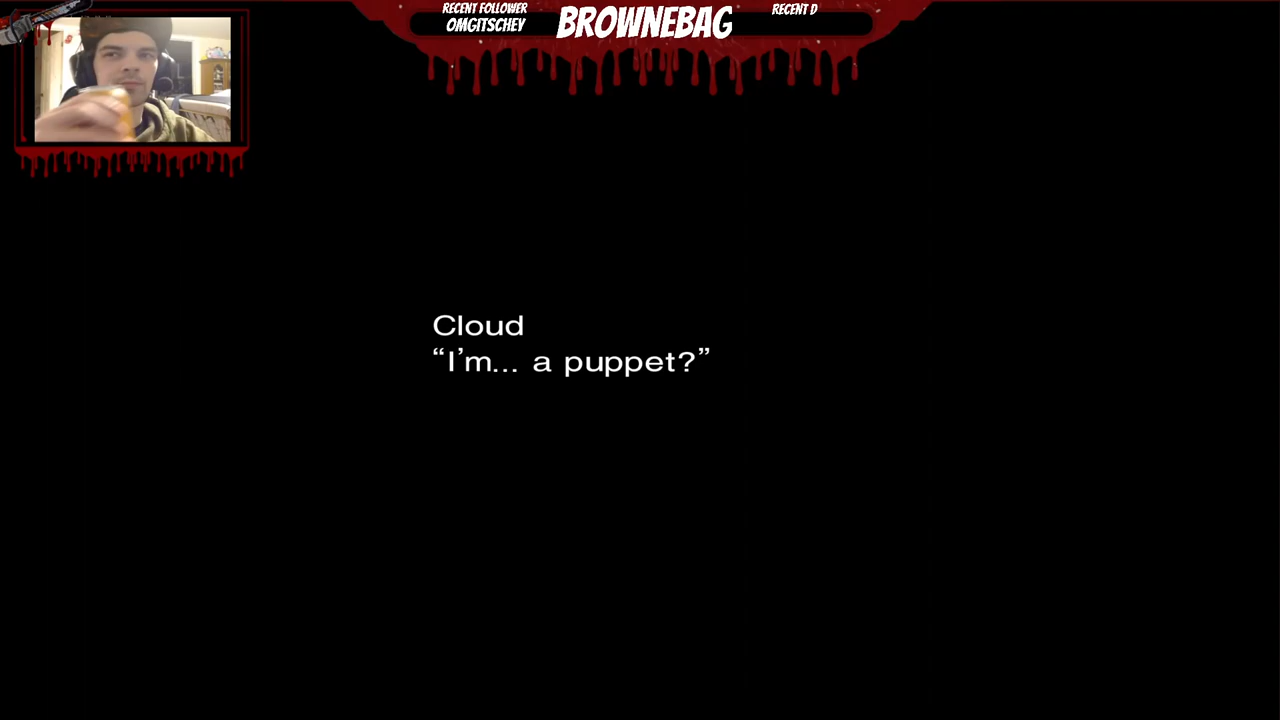 RECENT FOLLOWER
OMGITSCHEY
BROWNEBAG
RECENT D
Cloud
“I’m... a puppet?”